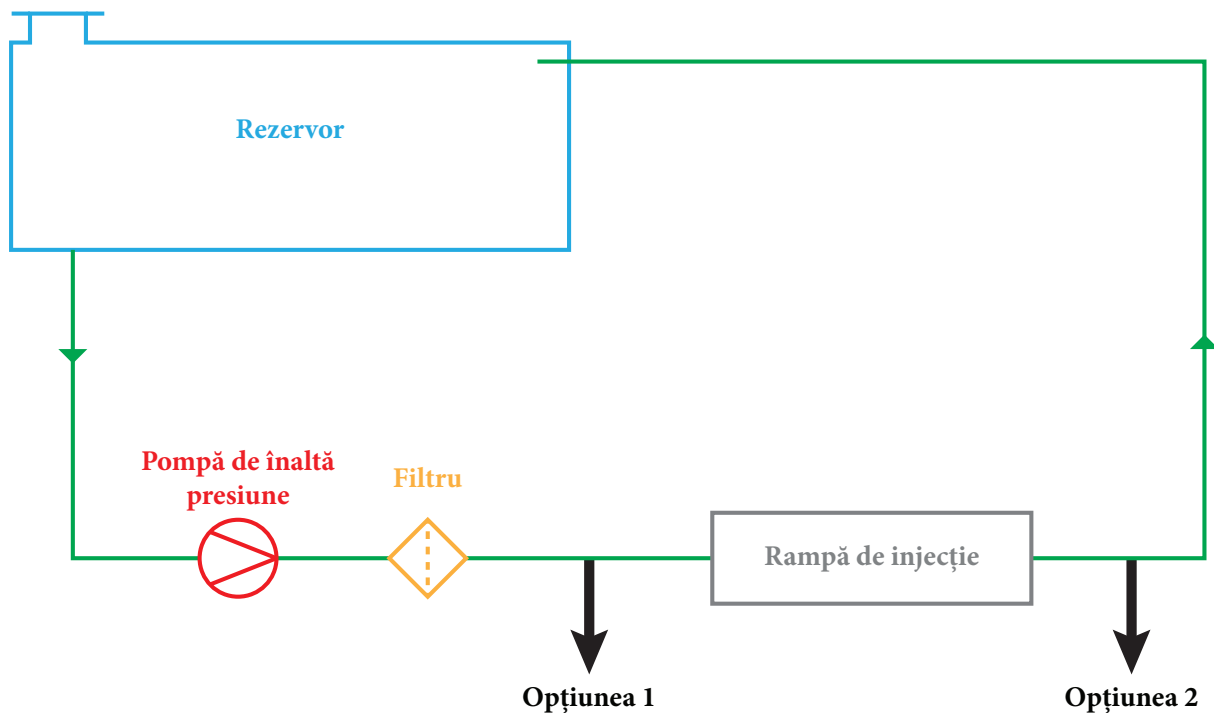 Rezervor
Pompă de înaltă
presiune
Filtru
Rampă de injecție
Opțiunea 1
Opțiunea 2